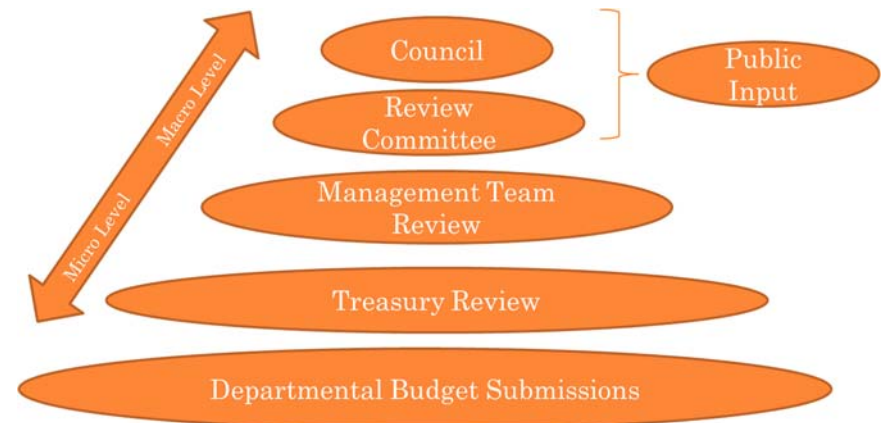 Council
Public
Input
Review
Committee
Macro Level
Management Team
Review
Micro Level
Treasury Review
Departmental Budget Submissions